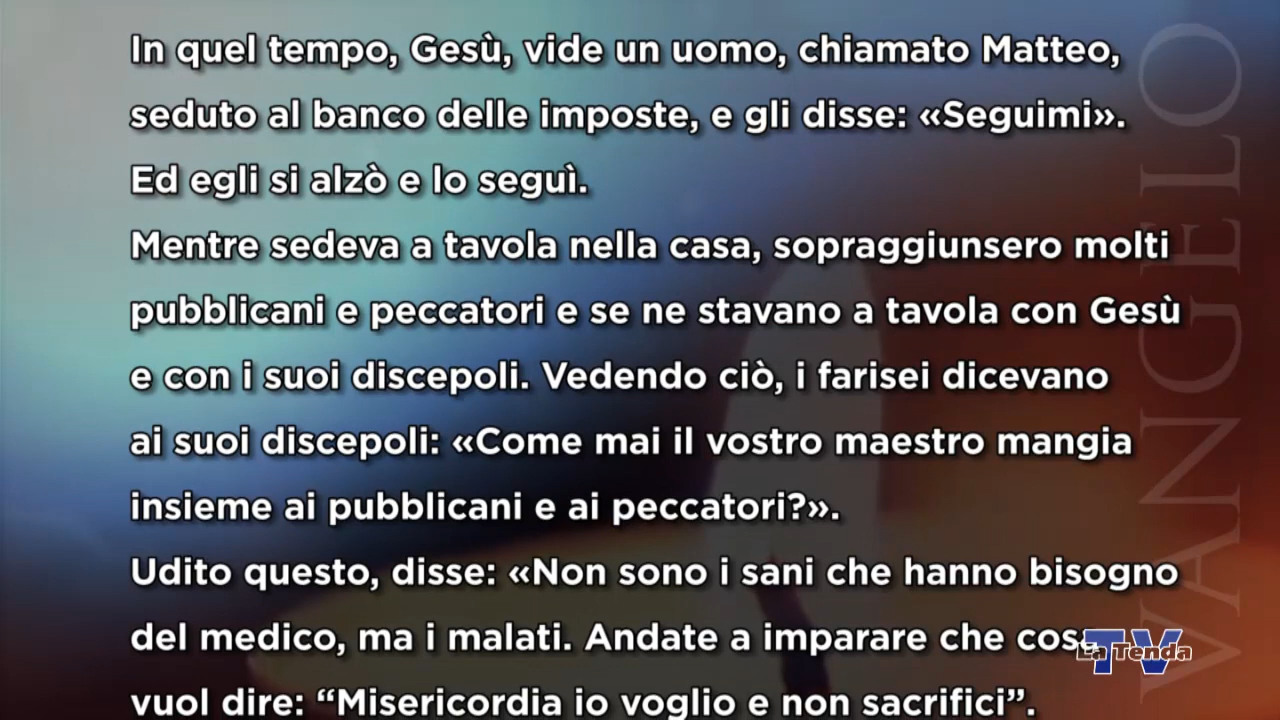 In quel tempo, Gesù, vide un uomo, chiamato Matteo,
seduto al banco delle imposte, e gli disse: «Seguimi».
Ed egli si alzò e lo seguì.
Mentre sedeva a tavola nella casa, sopraggiunsero molti
pubblicani e peccatori e se ne stavano a tavola con Gesù
e con i suoi discepoli. Vedendo ciò, i farisei dicevano
ai suoi discepoli: «Come mai il vostro maestro mangia
insieme ai pubblicani e ai peccatori?».
Udito questo, disse: «Non sono i sani che hanno bisogno
del medico, ma i malati. Andate a imparare che cosa
vuol dire: “Misericordia io voglio e non sacrifici”.
VANGELO
TV
La Tenda